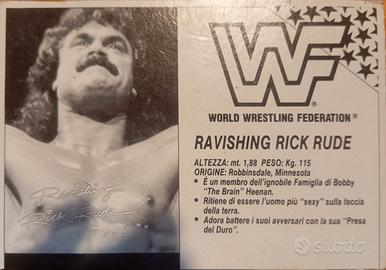 WF
®
WORLD WRESTLING FEDERATION®
RAVISHING RICK RUDE
ALTEZZA: mt. 1,88 PESO: Kg. 115
ORIGINE: Robbinsdale, Minnesota
• È un membro dell'ignobile Famiglia di Bobby
"The Brain" Heenan.
• Ritiene di essere l'uomo più "sexy" sulla faccia
della terra.
• Adora battere i suoi avversari con la sua "Presa
del Duro".
Rick Rude
subito